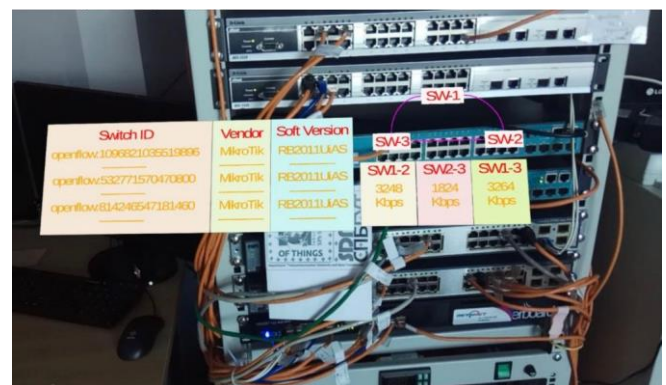 SW-1
SW-3
SW-2
Switch ID Vendor Soft Version
openflow:1096821035519896 MikroTik RB2011UiAS
openflow:532771570470800 MikroTik RB2011UiAS
openflow:814246547181460 MikroTik RB2011UiAS
SW1-2 SW2-3 SW1-3
3248 1824 3264
Kbps Kbps Kbps
OF THINGS